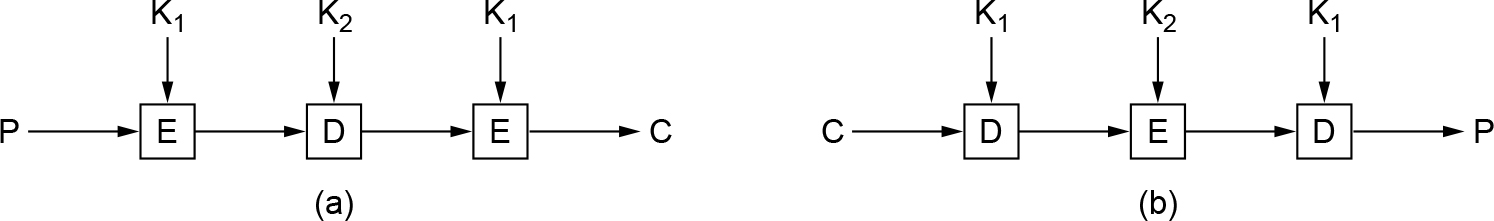 K₁ K₂ K₁ K₁ K₂ K₁
P E D E C C D E D P
(a) (b)